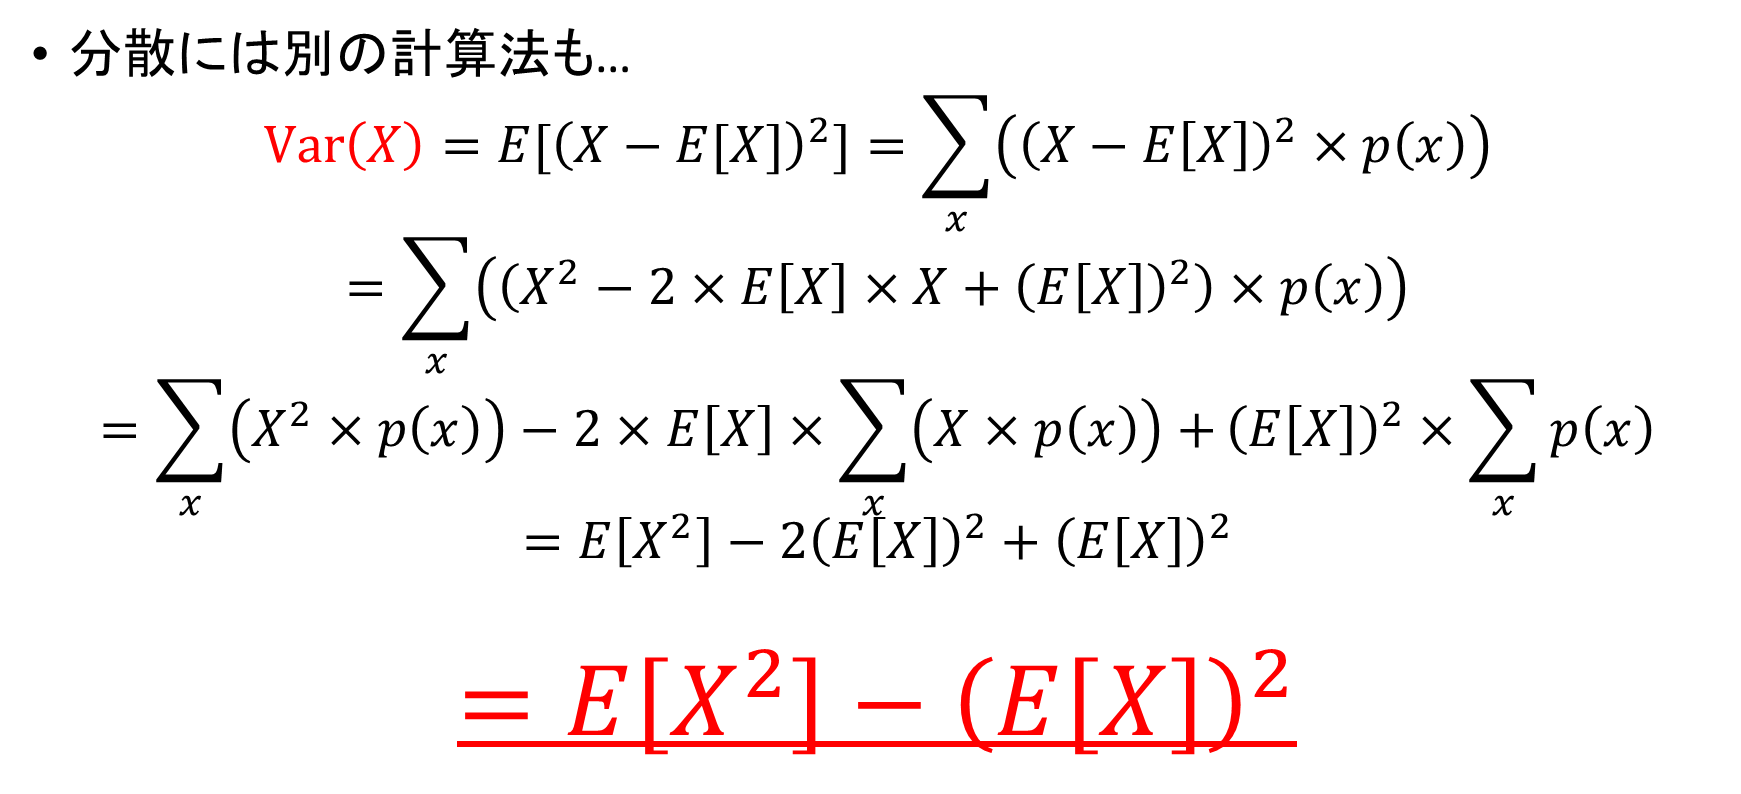 • 分散には別の計算法も…
Var(X) = E[(X − E[X])²] = ∑ₓ((X − E[X])² × p(x))
= ∑ₓ((X² − 2 × E[X] × X + (E[X])²) × p(x))
= ∑ₓ(X² × p(x)) − 2 × E[X] × ∑ₓ(X × p(x)) + (E[X])² × ∑ₓ p(x)
= E[X²] − 2(E[X])² + (E[X])²
= E[X²] − (E[X])²